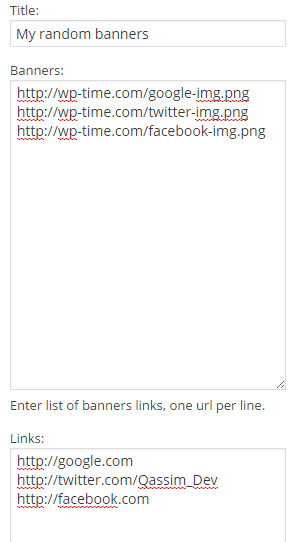 Title:
My random banners
Banners:
http://wp-time.com/google-img.png
http://wp-time.com/twitter-img.png
http://wp-time.com/facebook-img.png
Enter list of banners links, one url per line.
Links:
http://google.com
http://twitter.com/Qassim_Dev
http://facebook.com